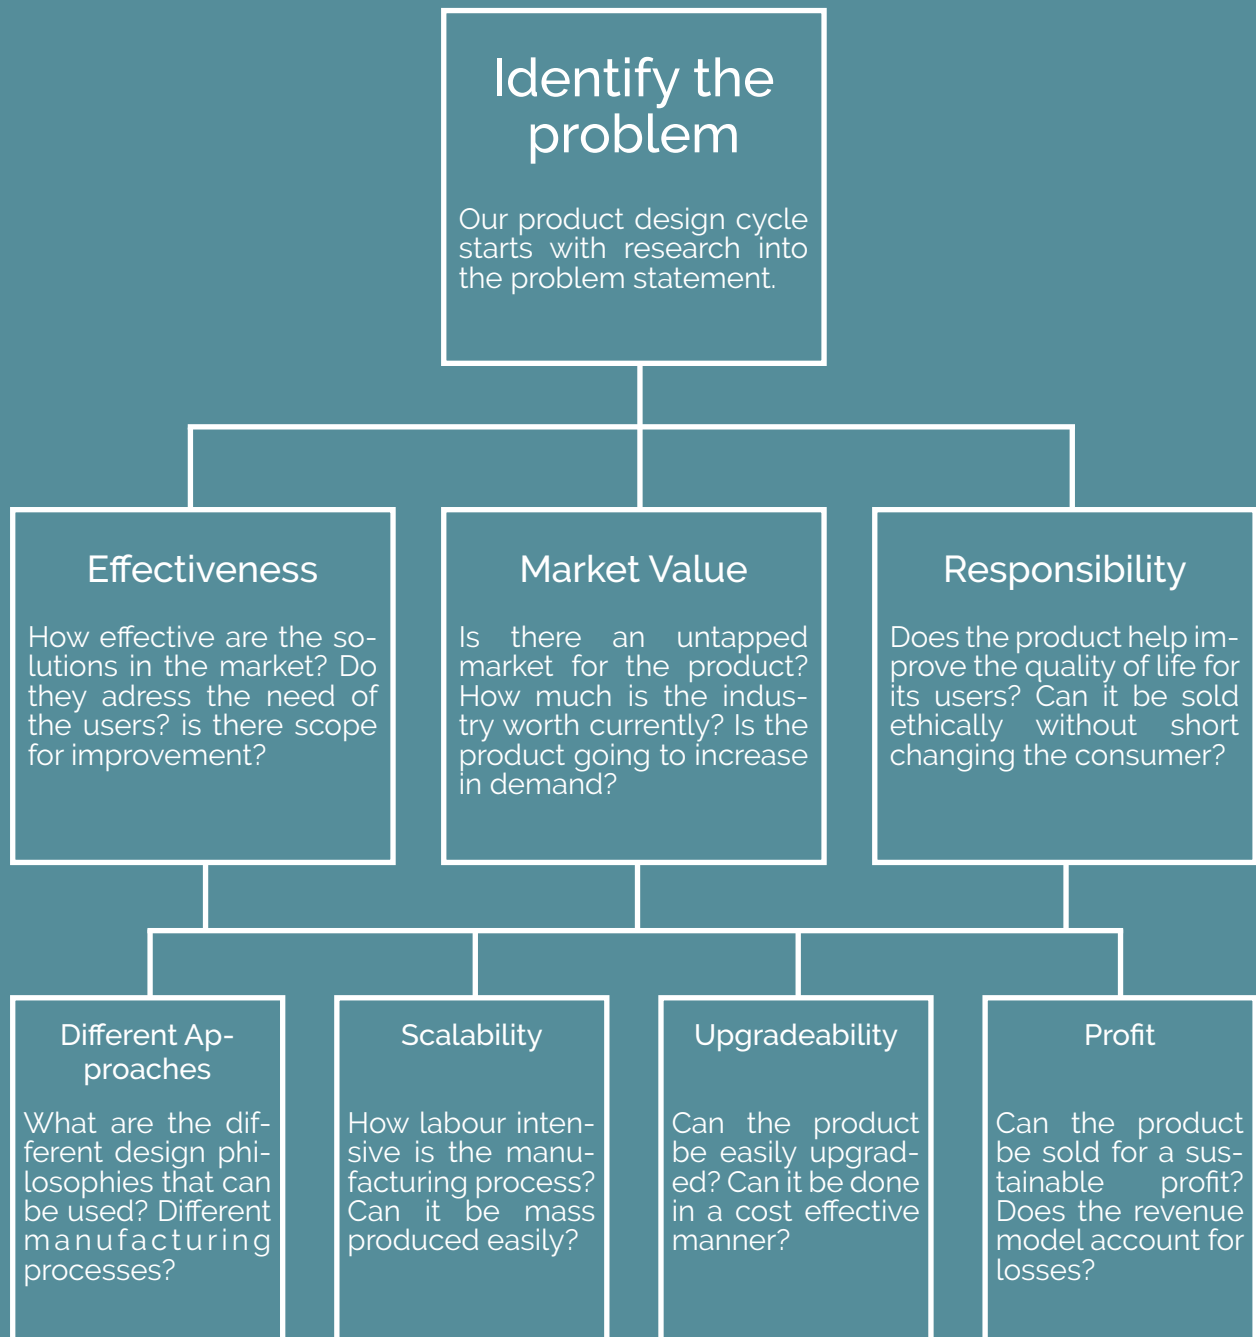 Identify the
problem
Our product design cycle
starts with research into
the problem statement.
Effectiveness
How effective are the so-
lutions in the market? Do
they adress the need of
the users? is there scope
for improvement?
Market Value
Is there an untapped
market for the product?
How much is the indus-
try worth currently? Is the
product going to increase
in demand?
Responsibility
Does the product help im-
prove the quality of life for
its users? Can it be sold
ethically without short
changing the consumer?
Different Ap-
proaches
What are the dif-
ferent design phi-
losophies that can
be used? Different
manufacturing
processes?
Scalability
How labour inten-
sive is the manu-
facturing process?
Can it be mass
produced easily?
Upgradeability
Can the product
be easily upgrad-
ed? Can it be done
in a cost effective
manner?
Profit
Can the product
be sold for a sus-
tainable profit?
Does the revenue
model account for
losses?